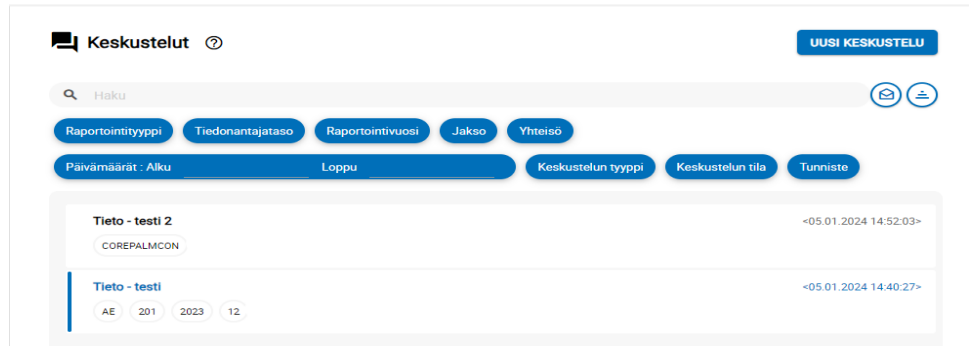 Keskustelut
UUSI KESKUSTELU
Haku
Raportointityyppi Tiedonantajataso Raportointivuosi Jakso Yhteisö
Päivämäärät : Alku Loppu Keskustelun tyyppi Keskustelun tila Tunniste
Tieto - testi 2 <05.01.2024 14:52:03>
COREPALMCON
Tieto - testi <05.01.2024 14:40:27>
AE 201 2023 12